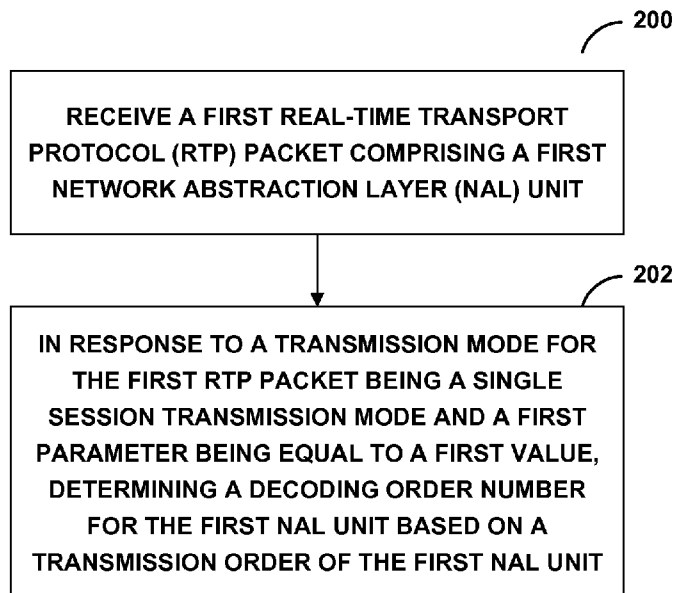 200
RECEIVE A FIRST REAL-TIME TRANSPORT
PROTOCOL (RTP) PACKET COMPRISING A FIRST
NETWORK ABSTRACTION LAYER (NAL) UNIT
202
IN RESPONSE TO A TRANSMISSION MODE FOR
THE FIRST RTP PACKET BEING A SINGLE
SESSION TRANSMISSION MODE AND A FIRST
PARAMETER BEING EQUAL TO A FIRST VALUE,
DETERMINING A DECODING ORDER NUMBER
FOR THE FIRST NAL UNIT BASED ON A
TRANSMISSION ORDER OF THE FIRST NAL UNIT